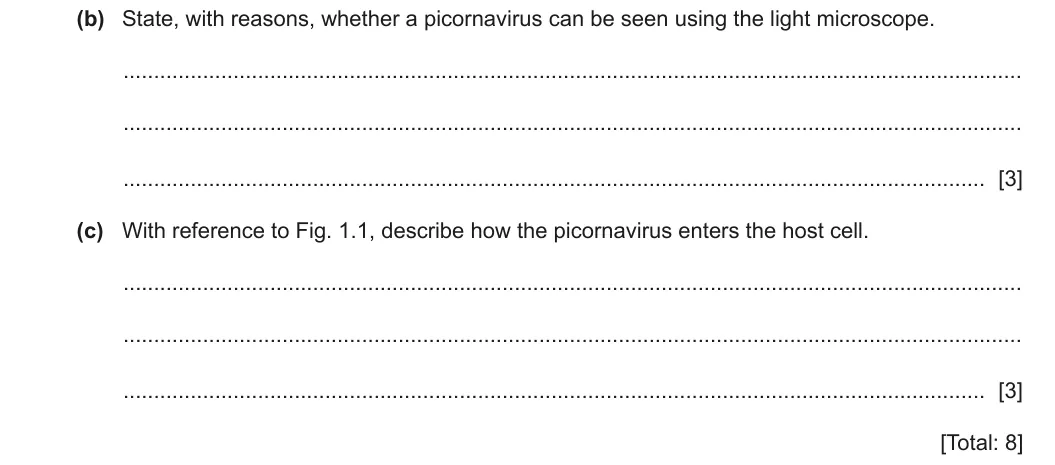 (b) State, with reasons, whether a picornavirus can be seen using the light microscope.
..........................................................................................................................................................
..........................................................................................................................................................
.................................................................................................................................................... [3]
(c) With reference to Fig. 1.1, describe how the picornavirus enters the host cell.
..........................................................................................................................................................
..........................................................................................................................................................
.................................................................................................................................................... [3]
[Total: 8]